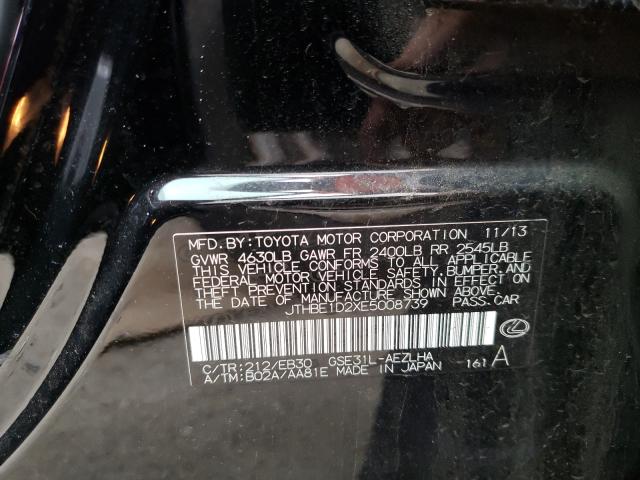 MFD. BY: TOYOTA MOTOR CORPORATION 11/13
GVWR 4630LB GAWR FR 2400LB RR 2545LB
THIS VEHICLE CONFORMS TO ALL APPLICABLE
FEDERAL MOTOR VEHICLE SAFETY, BUMPER, AND
THEFT PREVENTION STANDARDS IN EFFECT ON
THE DATE OF MANUFACTURE SHOWN ABOVE.
JTHBE1D2XE5008739 PASS. CAR
C/TR: 212/EB30 GSE31L-AEZLHA
A/TM: B02A/AA81E MADE IN JAPAN 161 A